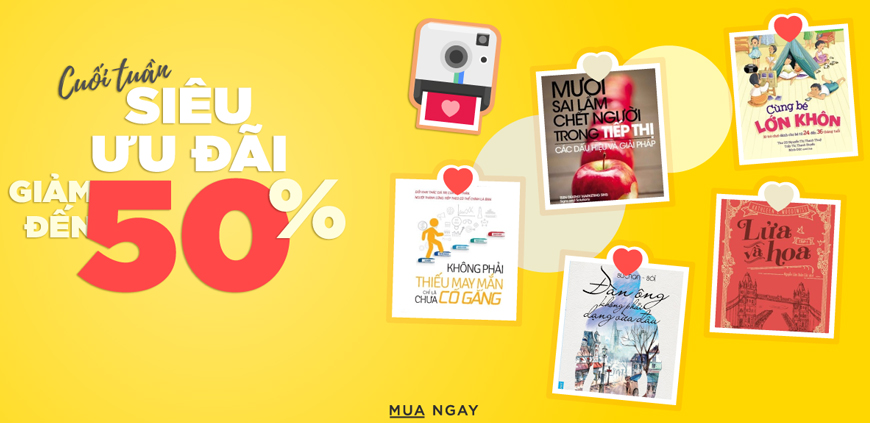 Cuối tuần
SIÊU
ƯU ĐÃI
GIẢM
ĐẾN
50%
MƯỜI
SAI LẦM
CHẾT NGƯỜI
TRONG TIẾP THỊ
CÁC DẤU HIỆU VÀ GIẢI PHÁP
Cùng bé
LỚN KHÔN
KHÔNG PHẢI
THIẾU MAY MẮN
CHỈ LÀ
CHƯA CỐ GẮNG
Đàn ông
không phải
dạng vừa đâu
Lửa
và hoa
MUA NGAY